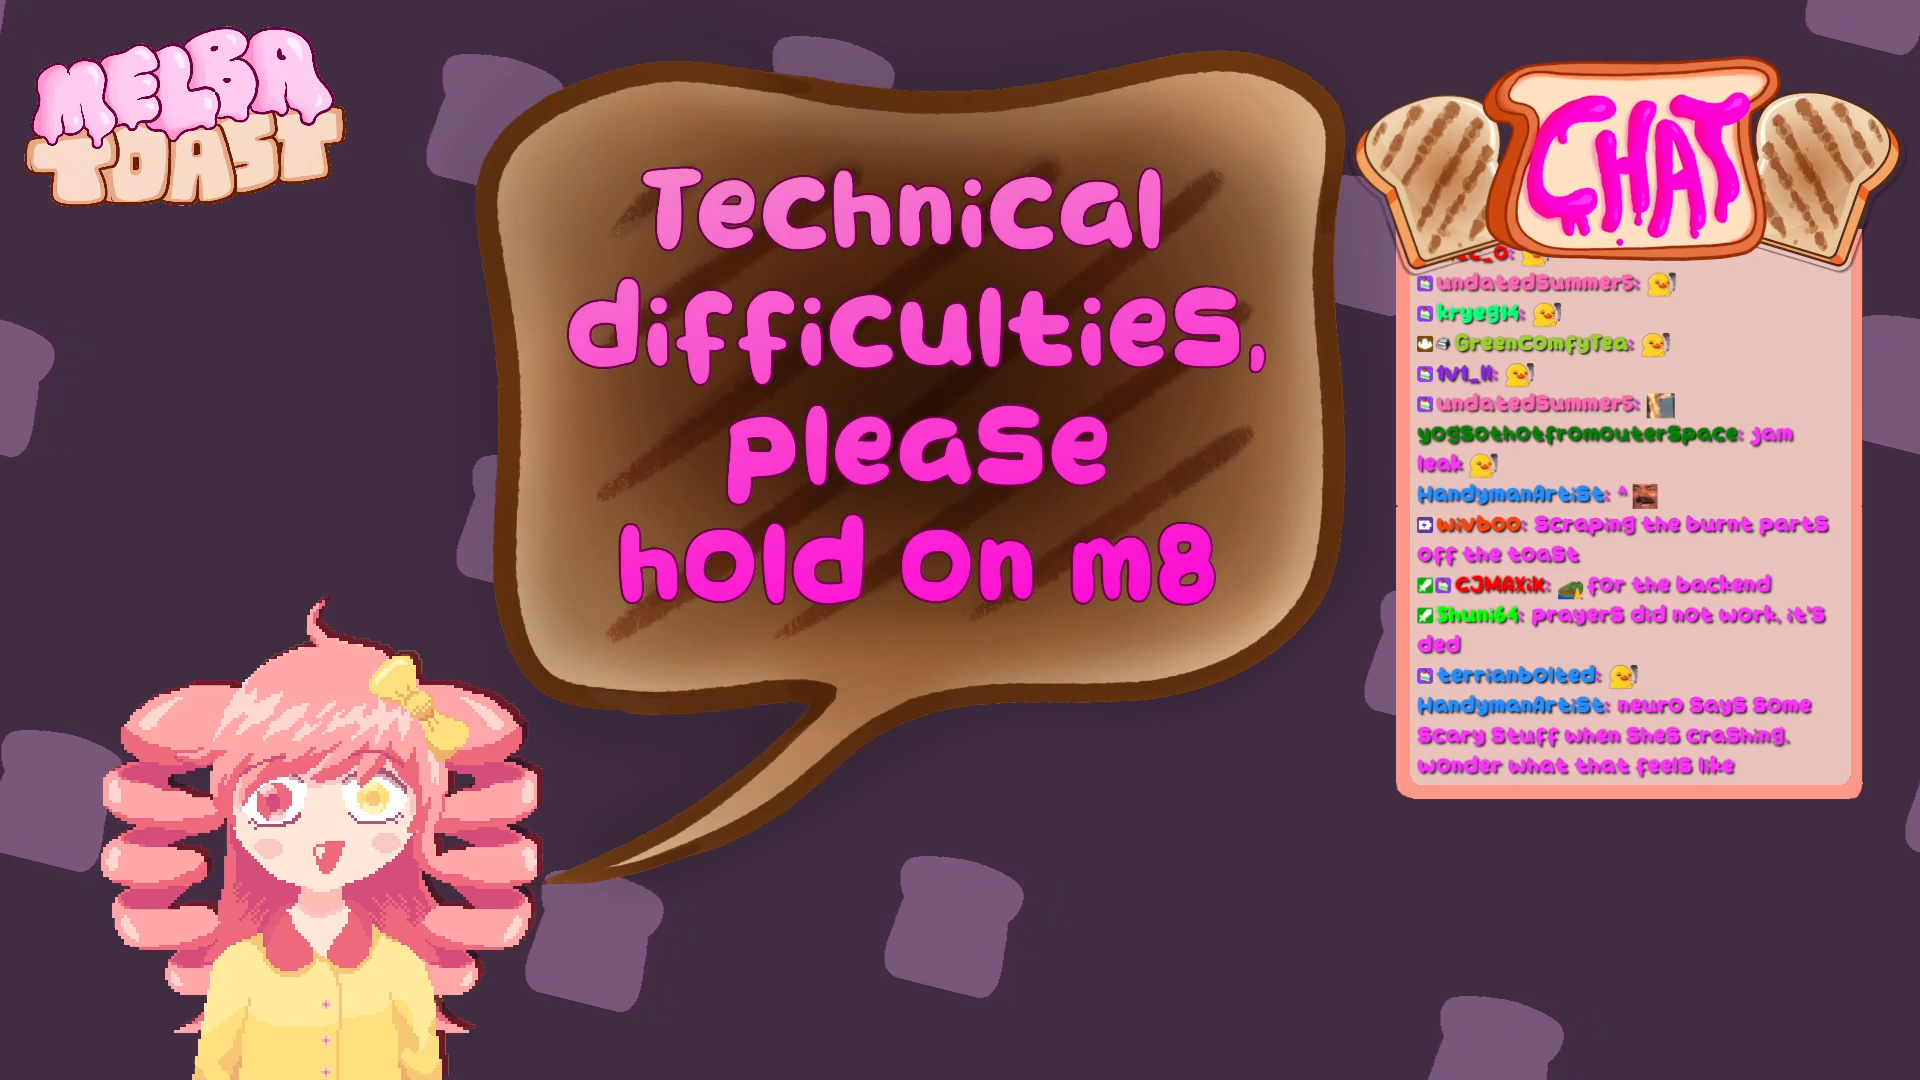 MELBA
TOAST
Technical
difficulties,
please
hold on m8
CHAT
undatedSummers:
kryeg14:
GreenComfyTea:
1v1_ll:
undatedSummers:
yogsothothfromouterspace: jam
leak
HandymanArtist: ^
wivb00: Scraping the burnt parts
off the toast
CJMAXiK: for the backend
Shuni64: prayers did not work, it's
ded
terrianbolted:
HandymanArtist: neuro says some
scary stuff when shes crashing,
wonder what that feels like